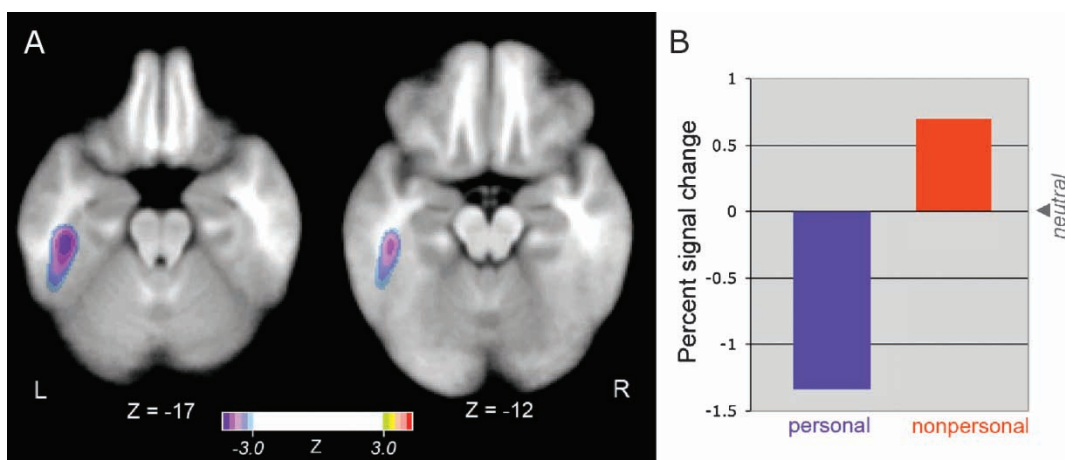 A
L
R
Z = -17
Z = -12
-3.0 Z 3.0
B
Percent signal change
1
0.5
0
-0.5
-1
-1.5
personal nonpersonal
neutral